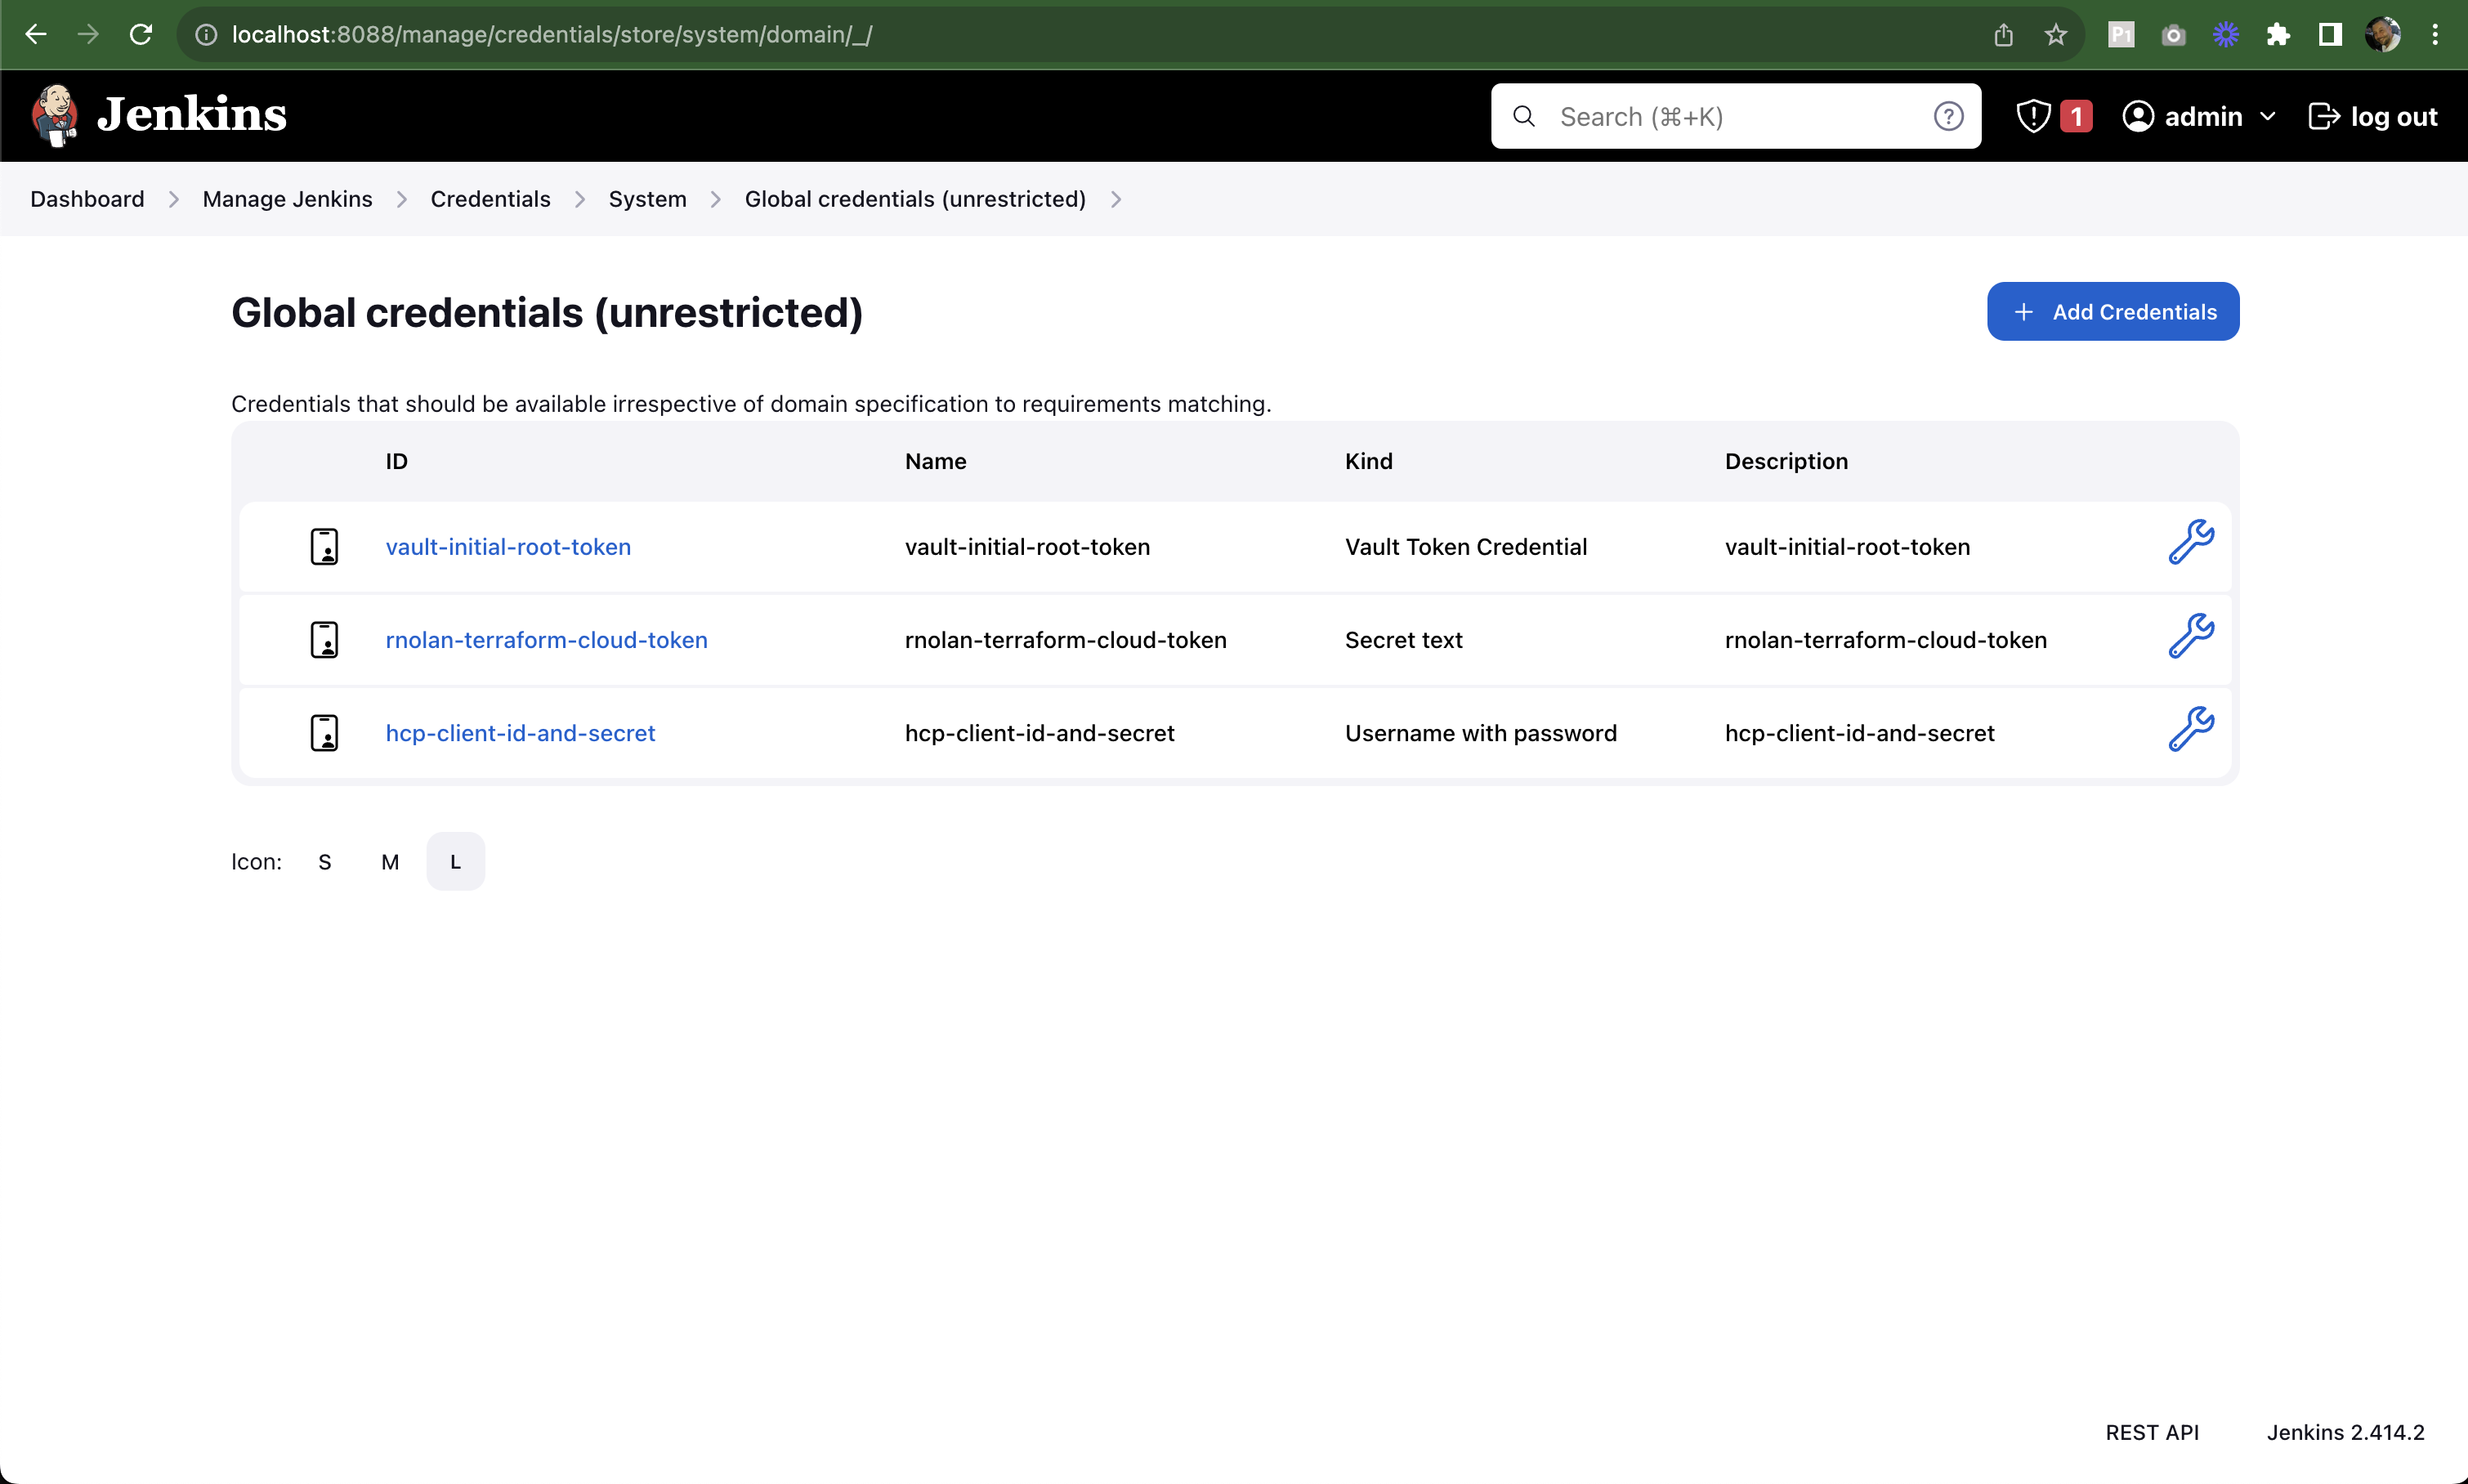 localhost:8088/manage/credentials/store/system/domain/_/
P1
Jenkins
Search (⌘+K)
?
1
admin
log out
Dashboard
Manage Jenkins
Credentials
System
Global credentials (unrestricted)
Global credentials (unrestricted)
+ Add Credentials
Credentials that should be available irrespective of domain specification to requirements matching.
ID Name Kind Description
vault-initial-root-token vault-initial-root-token Vault Token Credential vault-initial-root-token
rnolan-terraform-cloud-token rnolan-terraform-cloud-token Secret text rnolan-terraform-cloud-token
hcp-client-id-and-secret hcp-client-id-and-secret Username with password hcp-client-id-and-secret
Icon: S M L
REST API Jenkins 2.414.2